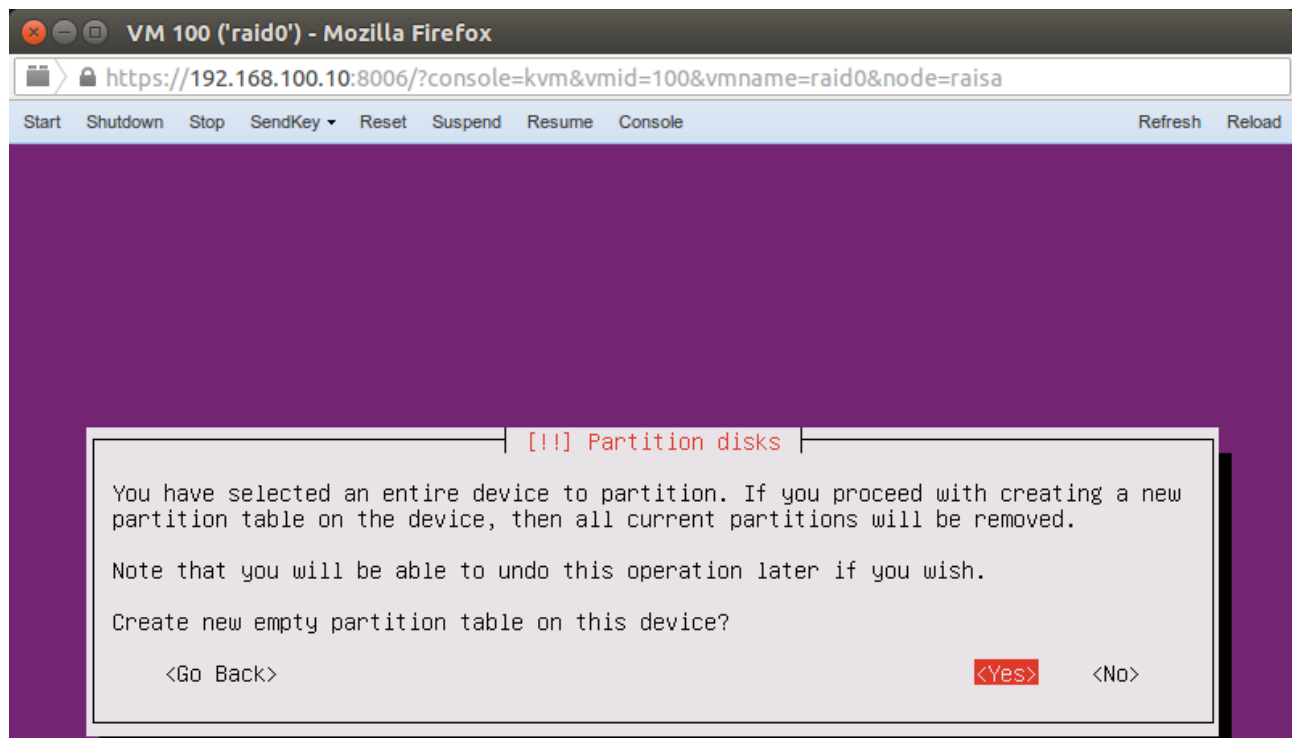 VM 100 ('raid0') - Mozilla Firefox
https://192.168.100.10:8006/?console=kvm&vmid=100&vmname=raid0&node=raisa
Start Shutdown Stop SendKey Reset Suspend Resume Console Refresh Reload
[!!] Partition disks
You have selected an entire device to partition. If you proceed with creating a new
partition table on the device, then all current partitions will be removed.
Note that you will be able to undo this operation later if you wish.
Create new empty partition table on this device?
<Go Back> <Yes> <No>